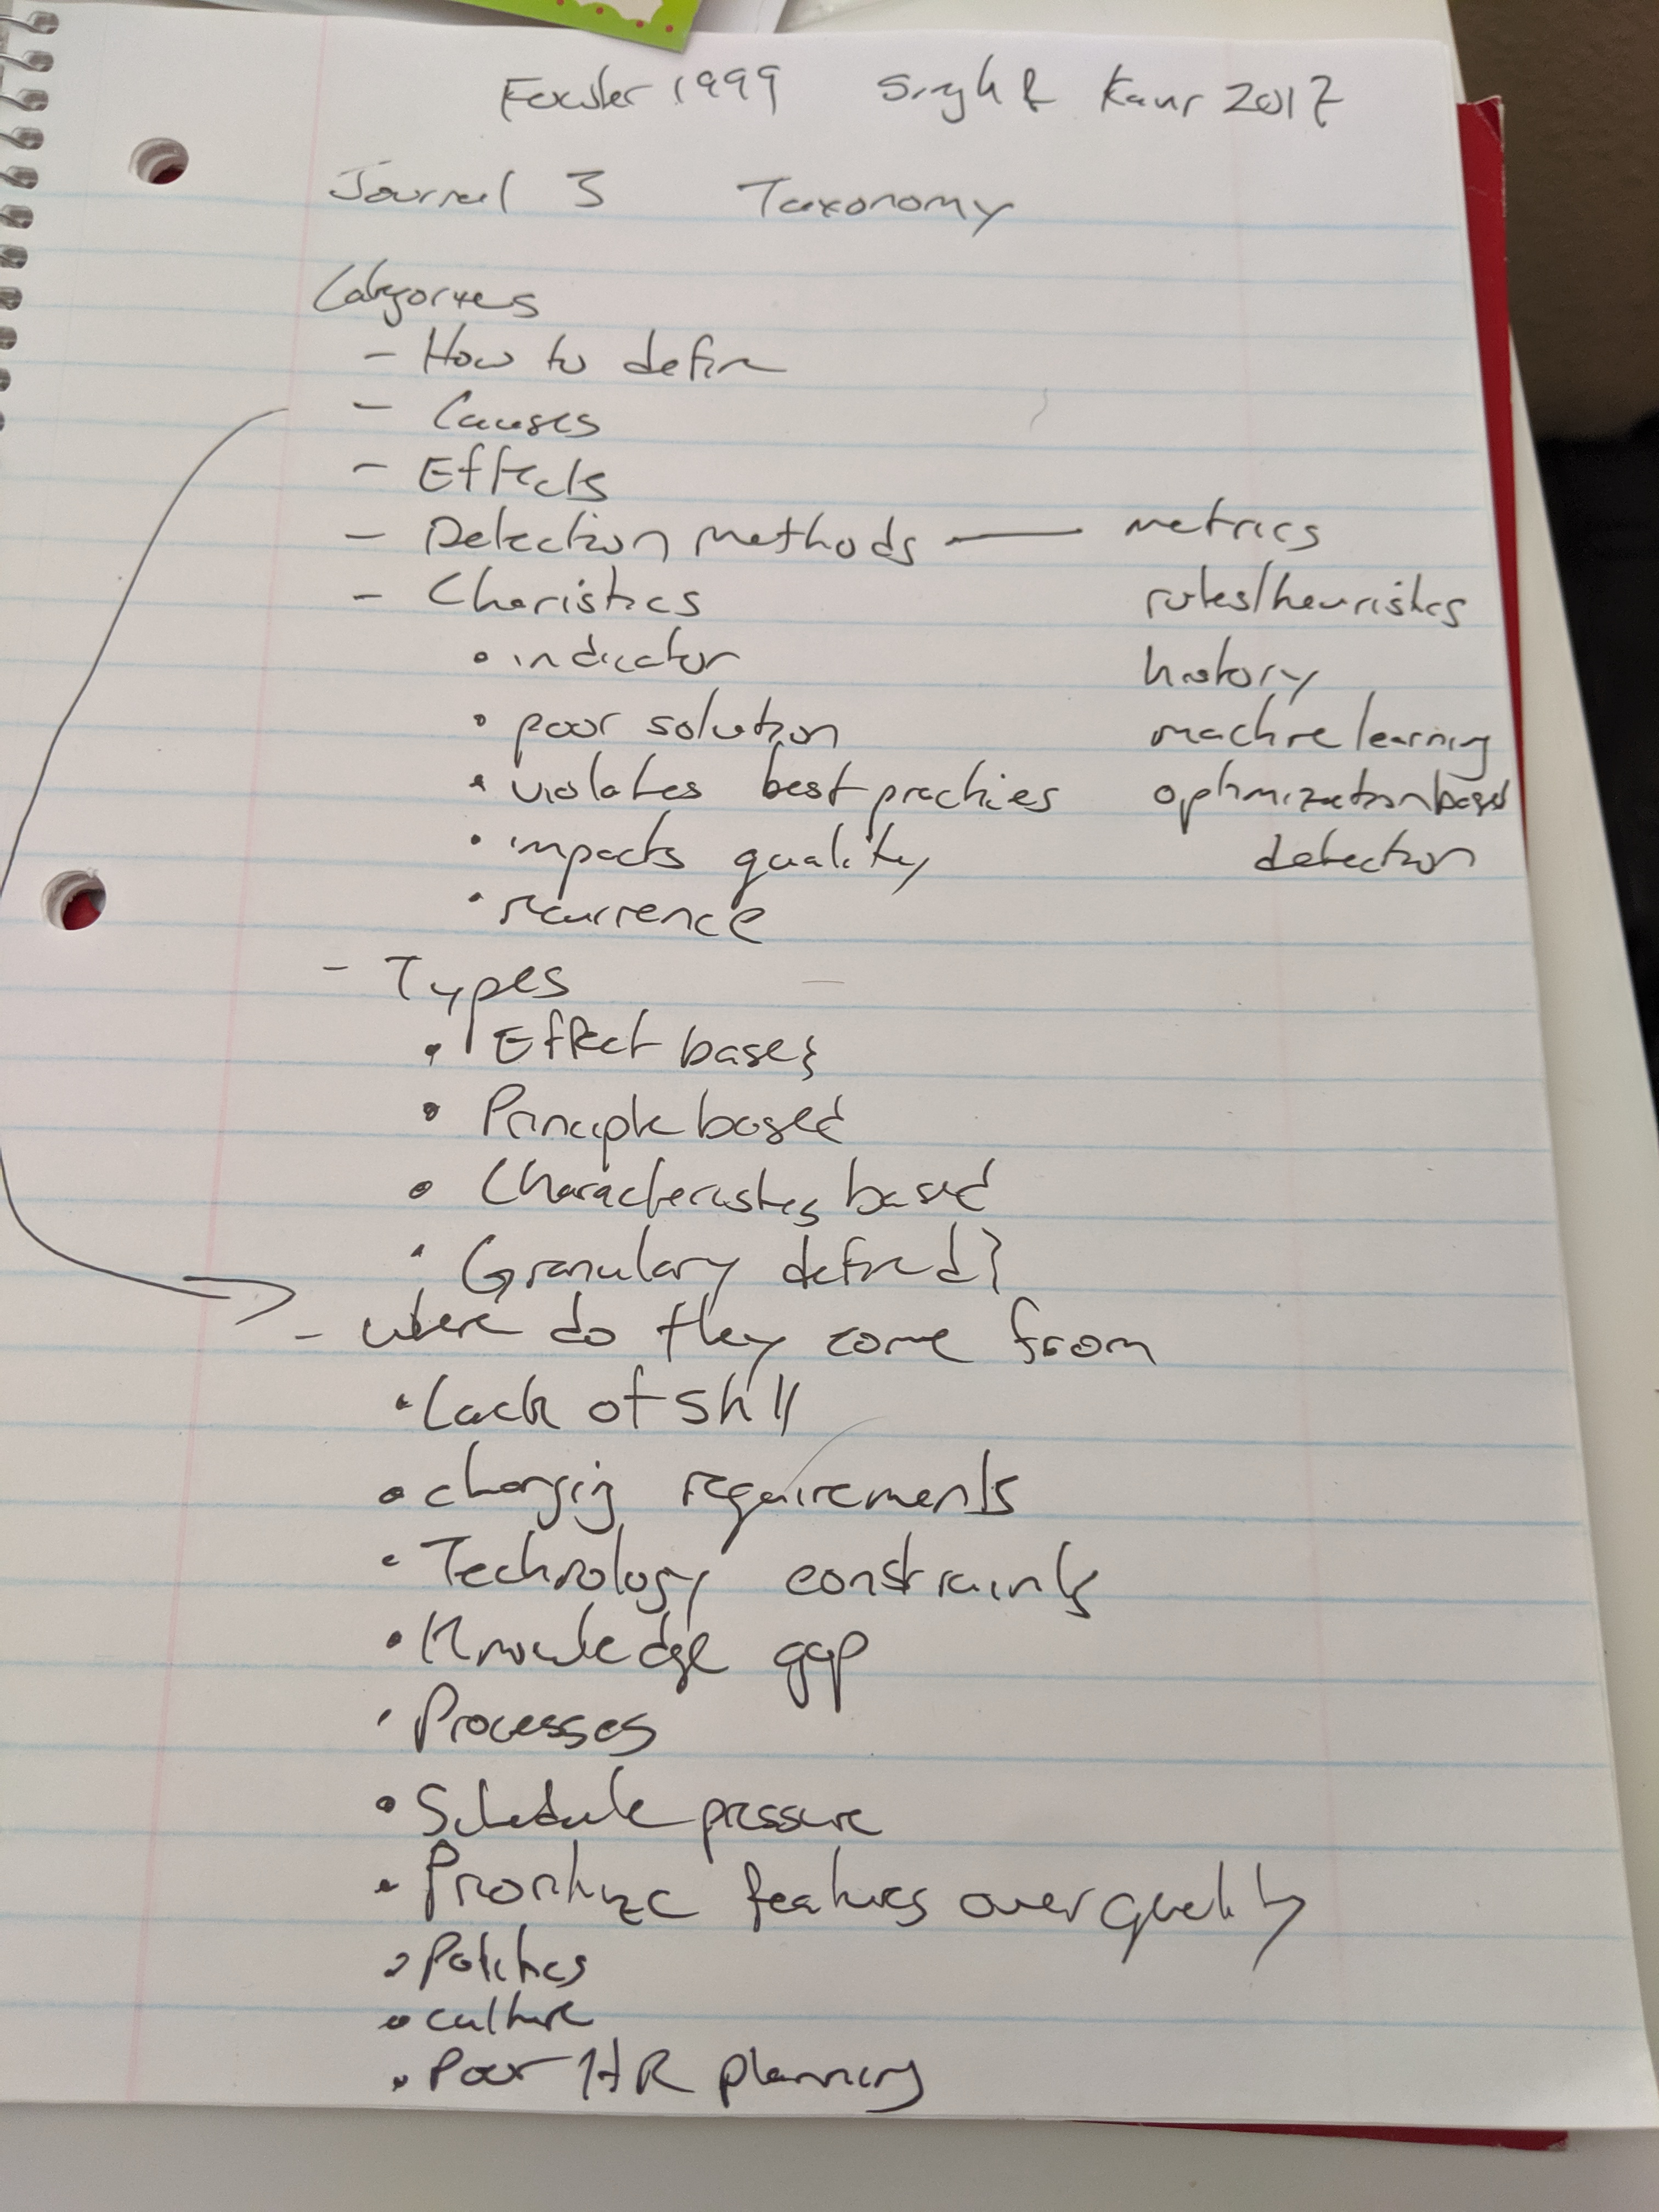 Fowler 1999 Singh & Kaur 2017
Journal 3 Taxonomy
Categories
- How to define
- Causes
- Effects
- Detection methods — metrics
rules/heuristics
history
machine learning
optimization based
detection
- Charistics
• indicator
• poor solution
• violates best practices
• impacts quality
• recurrence
- Types
• Effect based
• Principle based
• Characteristics based
• Granulary defined}
- where do they come from
• Lack of skill
• changing requirements
• Technology constraints
• Knowledge gap
• Processes
• Schedule pressure
• Prioritize features over quality
• Politics
• culture
• Poor HR planning